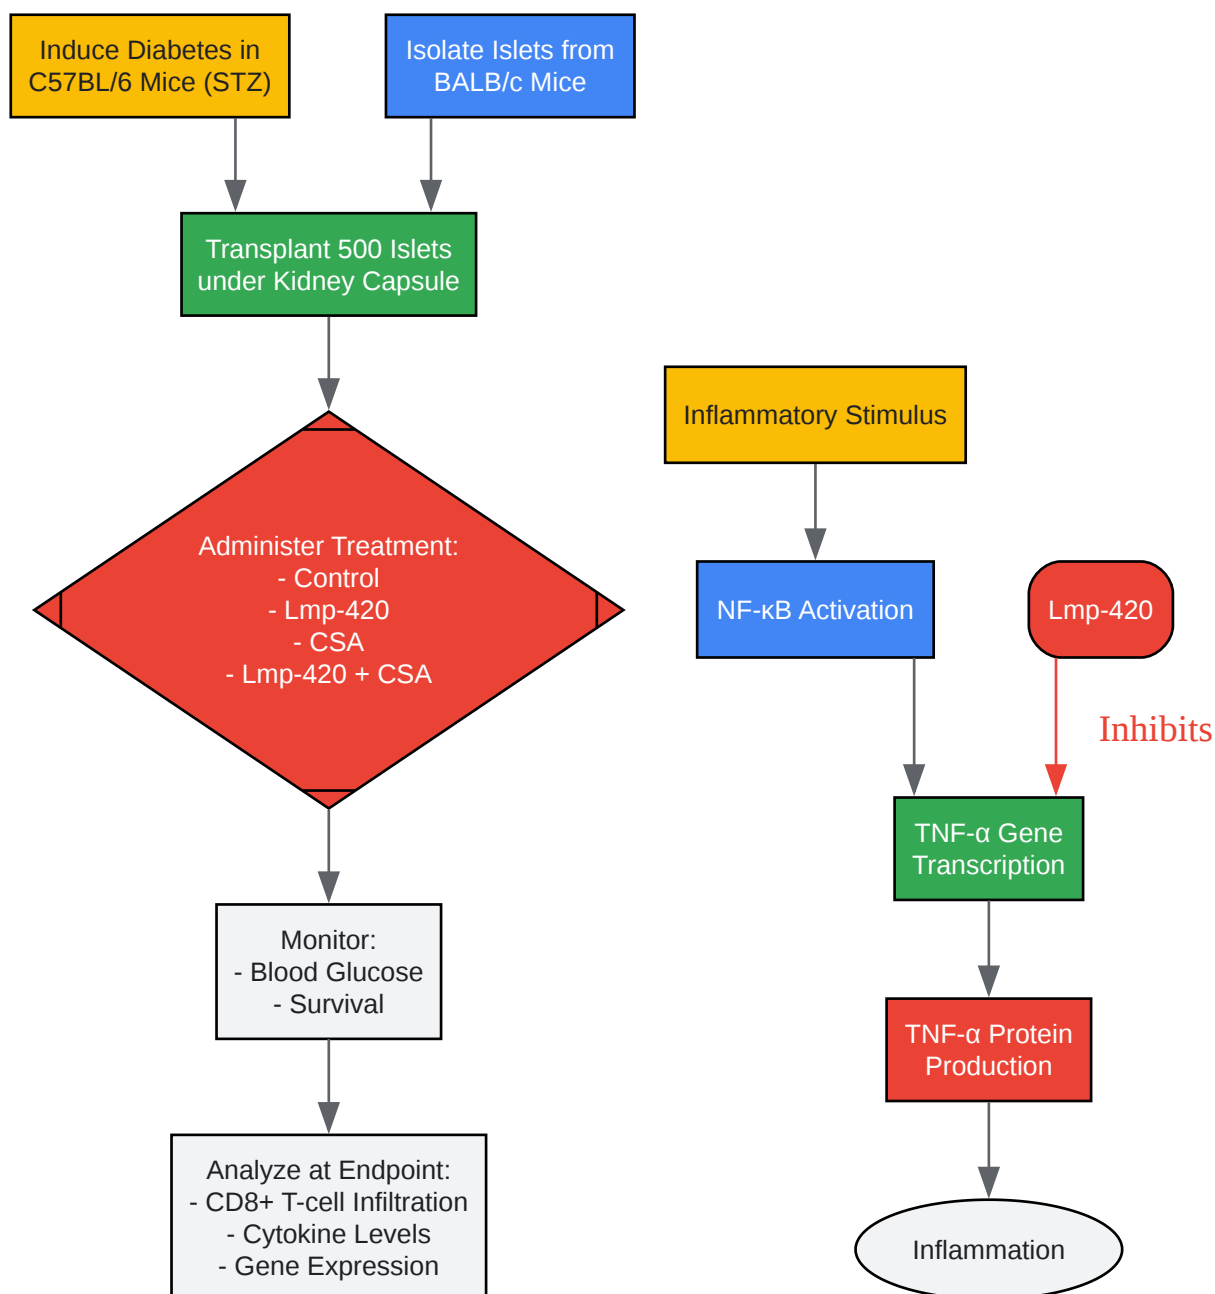 Induce Diabetes in
C57BL/6 Mice (STZ)
Isolate Islets from
BALB/c Mice
Transplant 500 Islets
under Kidney Capsule
Administer Treatment:
- Control
- Lmp-420
- CSA
- Lmp-420 + CSA
Monitor:
- Blood Glucose
- Survival
Analyze at Endpoint:
- CD8+ T-cell Infiltration
- Cytokine Levels
- Gene Expression
Inflammatory Stimulus
NF-κB Activation
Lmp-420
Inhibits
TNF-α Gene
Transcription
TNF-α Protein
Production
Inflammation